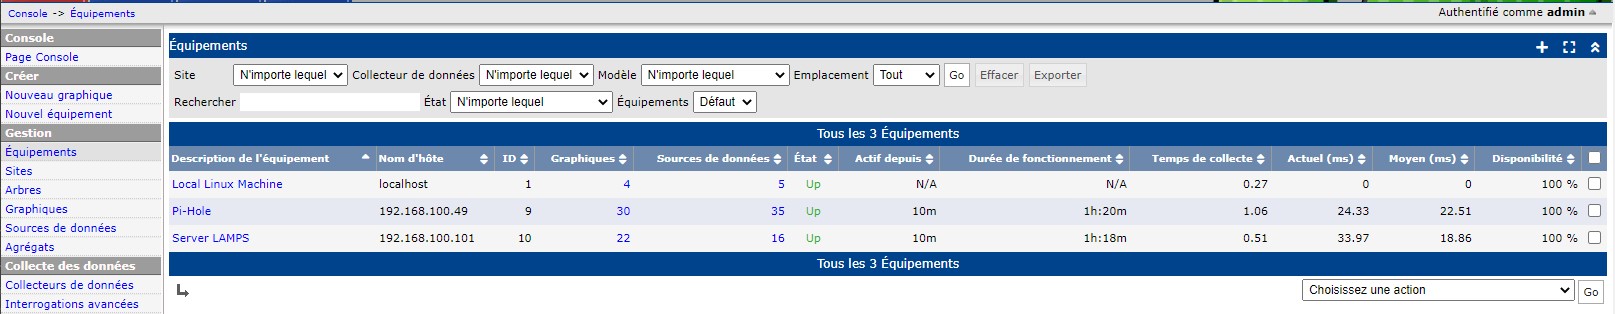 Console -> Équipements
Authentifié comme admin
Console
Page Console
Créer
Nouveau graphique
Nouvel équipement
Gestion
Équipements
Sites
Arbres
Graphiques
Sources de données
Agrégats
Collecte des données
Collecteurs de données
Interrogations avancées
Équipements
Site N'importe lequel Collecteur de données N'importe lequel Modèle N'importe lequel Emplacement Tout Go Effacer Exporter
Rechercher État N'importe lequel Équipements Défaut
Tous les 3 Équipements
Description de l'équipement Nom d'hôte ID Graphiques Sources de données État Actif depuis Durée de fonctionnement Temps de collecte Actuel (ms) Moyen (ms) Disponibilité
Local Linux Machine localhost 1 4 5 Up N/A N/A 0.27 0 0 100 %
Pi-Hole 192.168.100.49 9 30 35 Up 10m 1h:20m 1.06 24.33 22.51 100 %
Server LAMPS 192.168.100.101 10 22 16 Up 10m 1h:18m 0.51 33.97 18.86 100 %
Tous les 3 Équipements
Choisissez une action Go